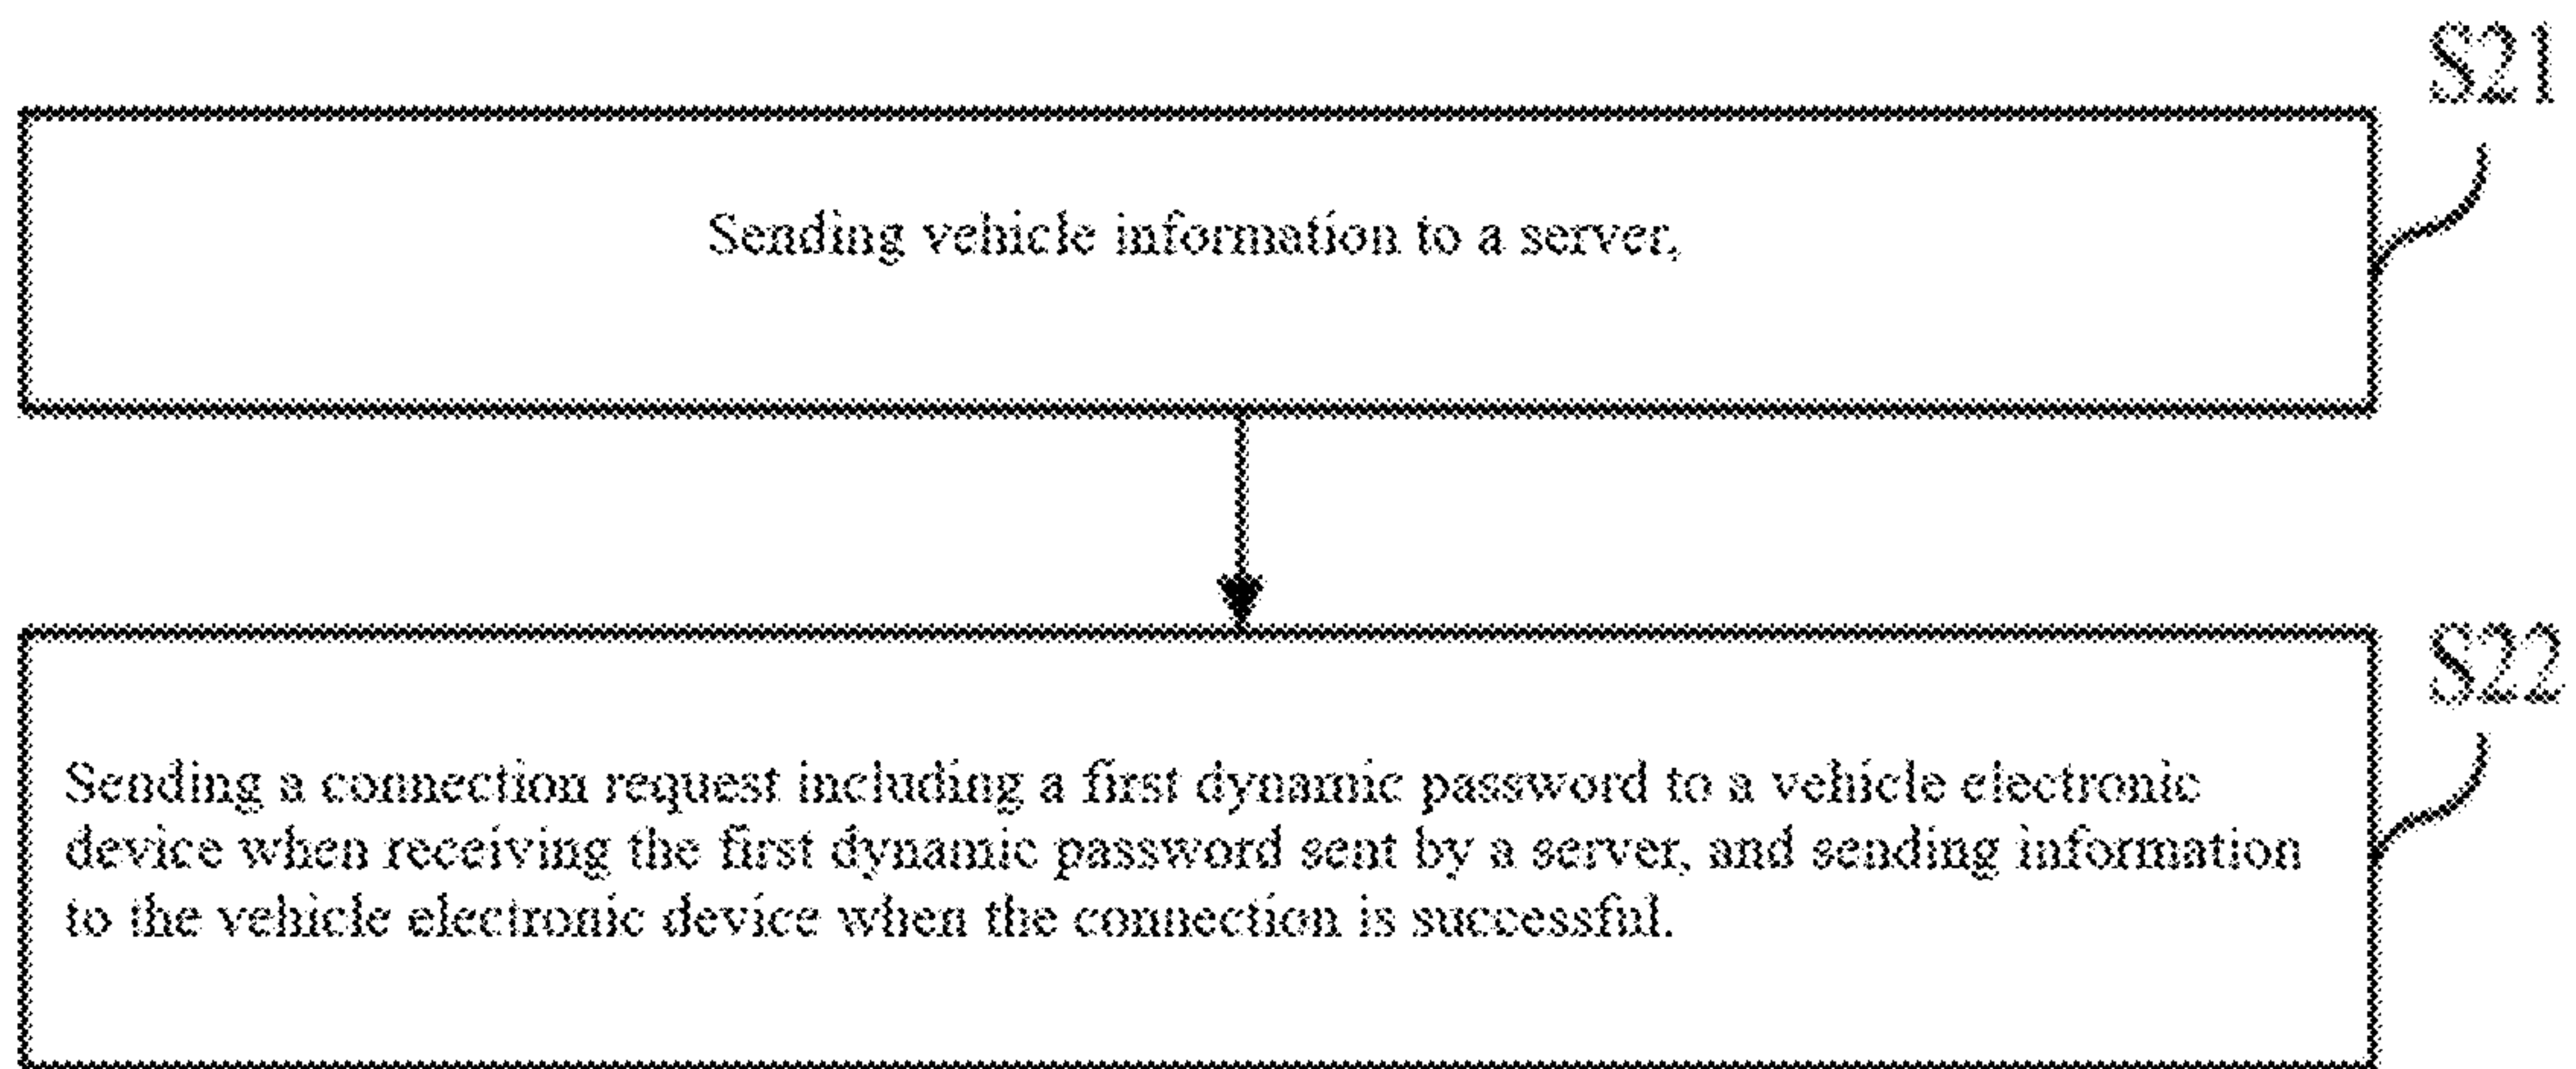 S21
Sending vehicle information to a server,
S22
Sending a connection request including a first dynamic password to a vehicle electronic
device when receiving the first dynamic password sent by a server, and sending information
to the vehicle electronic device when the connection is successful.